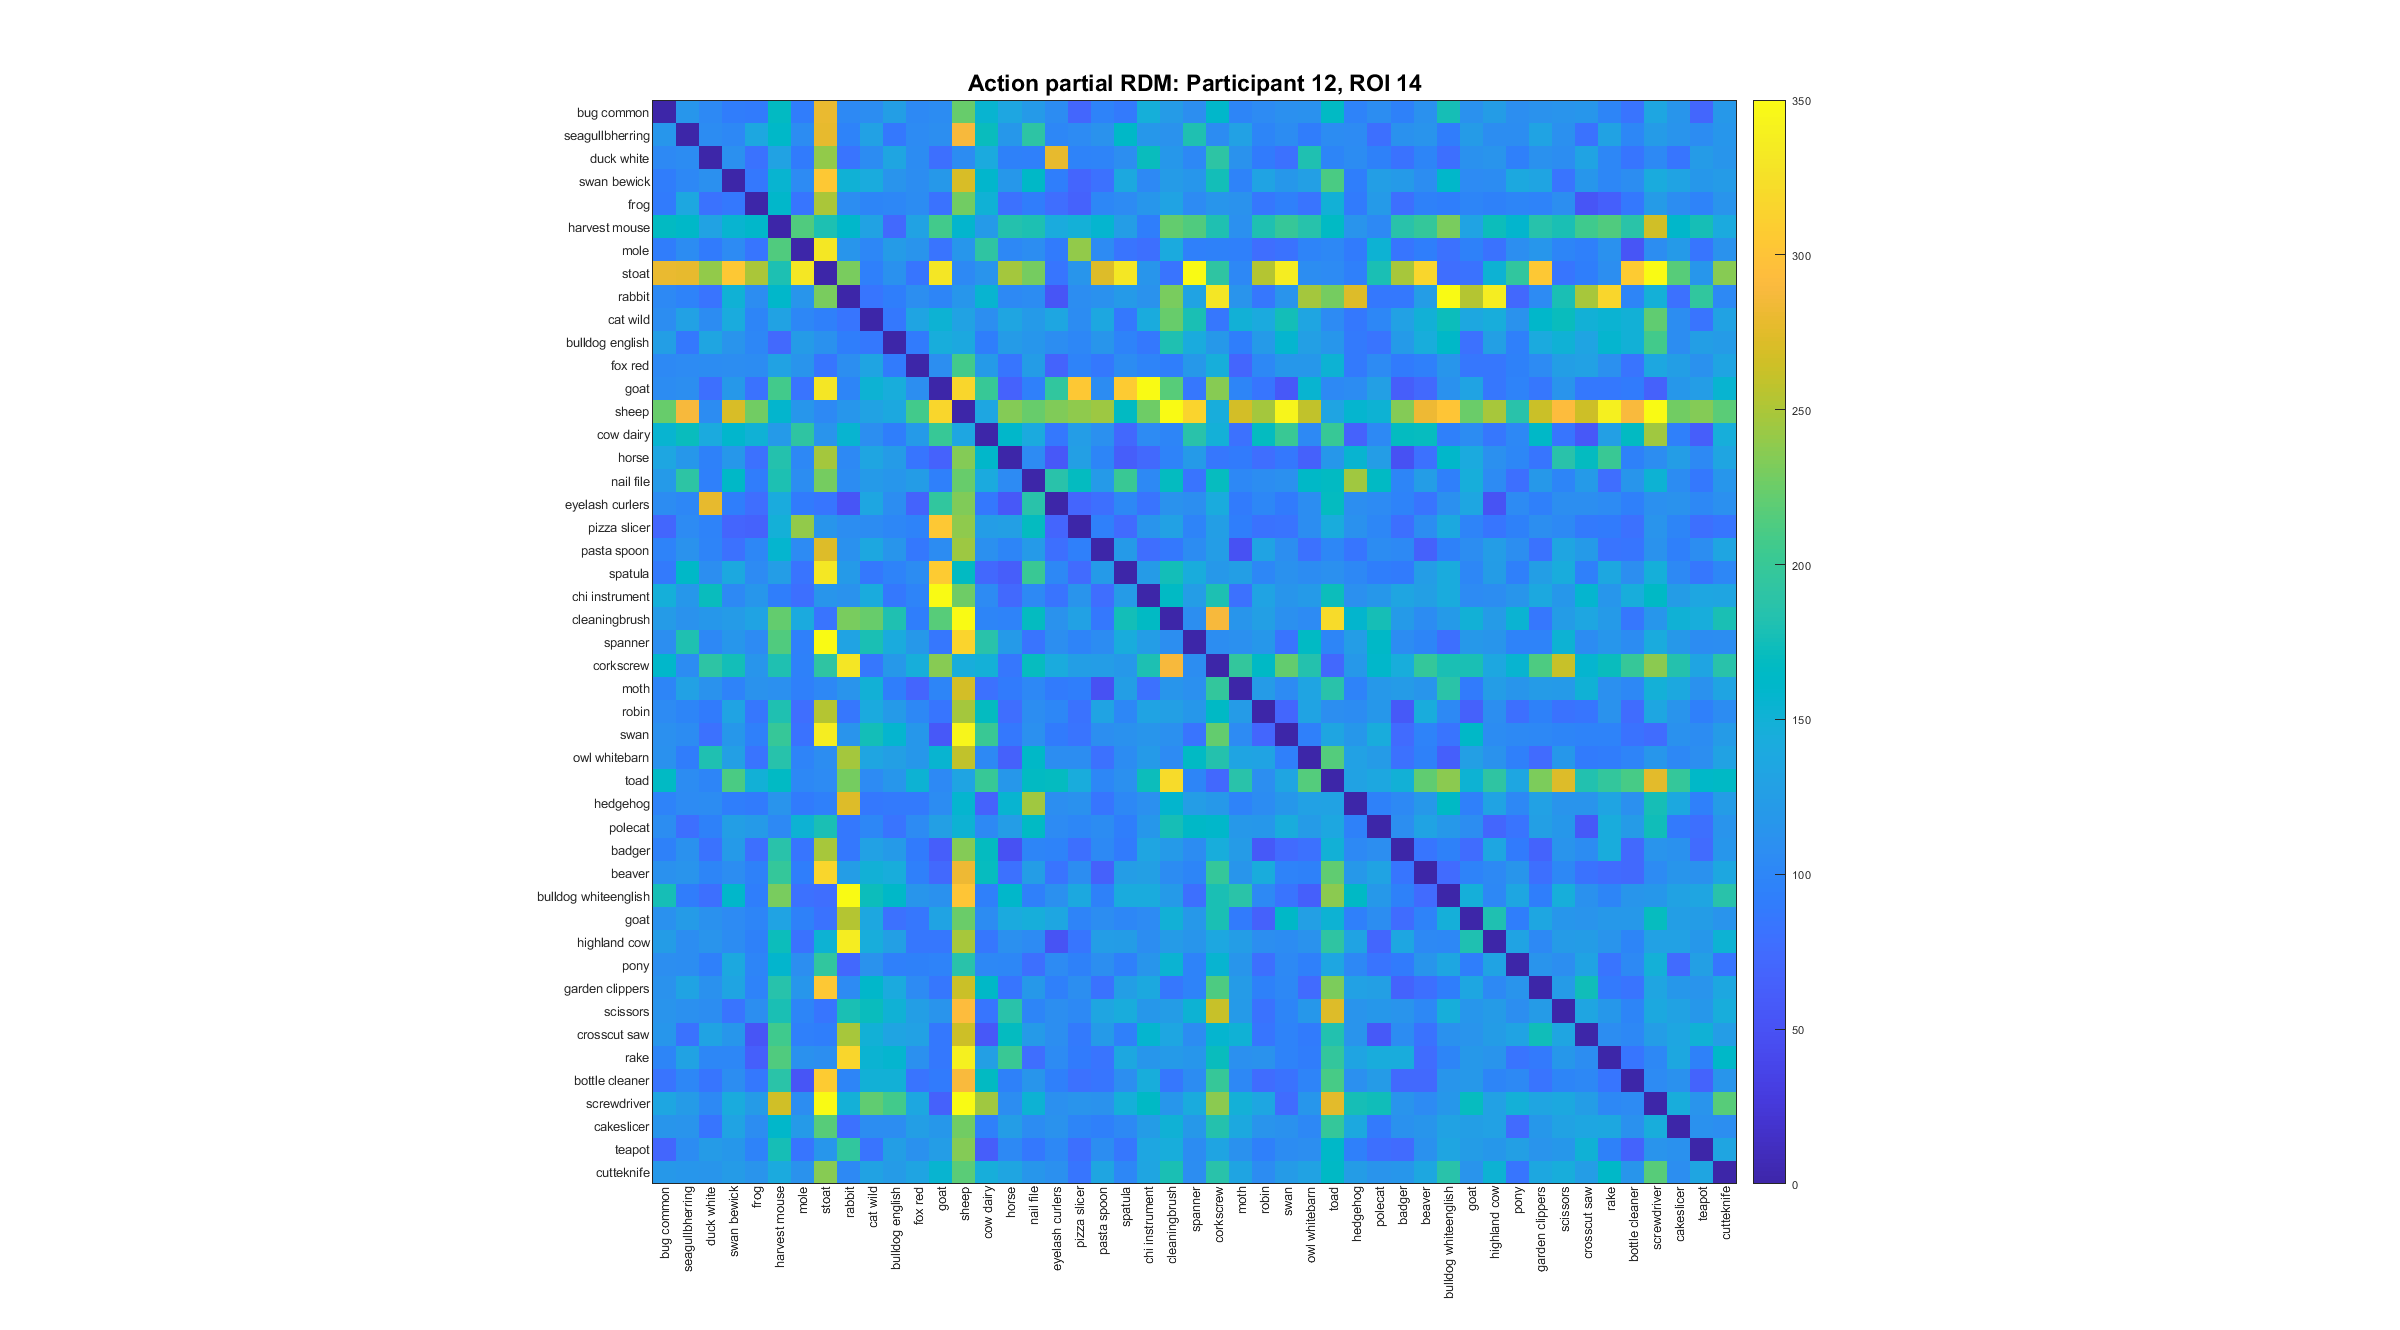 Action partial RDM: Participant 12, ROI 14
bug common
seagullbherring
duck white
swan bewick
frog
harvest mouse
mole
stoat
rabbit
cat wild
bulldog english
fox red
goat
sheep
cow dairy
horse
nail file
eyelash curlers
pizza slicer
pasta spoon
spatula
chi instrument
cleaningbrush
spanner
corkscrew
moth
robin
swan
owl whitebarn
toad
hedgehog
polecat
badger
beaver
bulldog whiteenglish
goat
highland cow
pony
garden clippers
scissors
crosscut saw
rake
bottle cleaner
screwdriver
cakeslicer
teapot
cutteknife
bug common
seagullbherring
duck white
swan bewick
frog
harvest mouse
mole
stoat
rabbit
cat wild
bulldog english
fox red
goat
sheep
cow dairy
horse
nail file
eyelash curlers
pizza slicer
pasta spoon
spatula
chi instrument
cleaningbrush
spanner
corkscrew
moth
robin
swan
owl whitebarn
toad
hedgehog
polecat
badger
beaver
bulldog whiteenglish
goat
highland cow
pony
garden clippers
scissors
crosscut saw
rake
bottle cleaner
screwdriver
cakeslicer
teapot
cutteknife
350
300
250
200
150
100
50
0